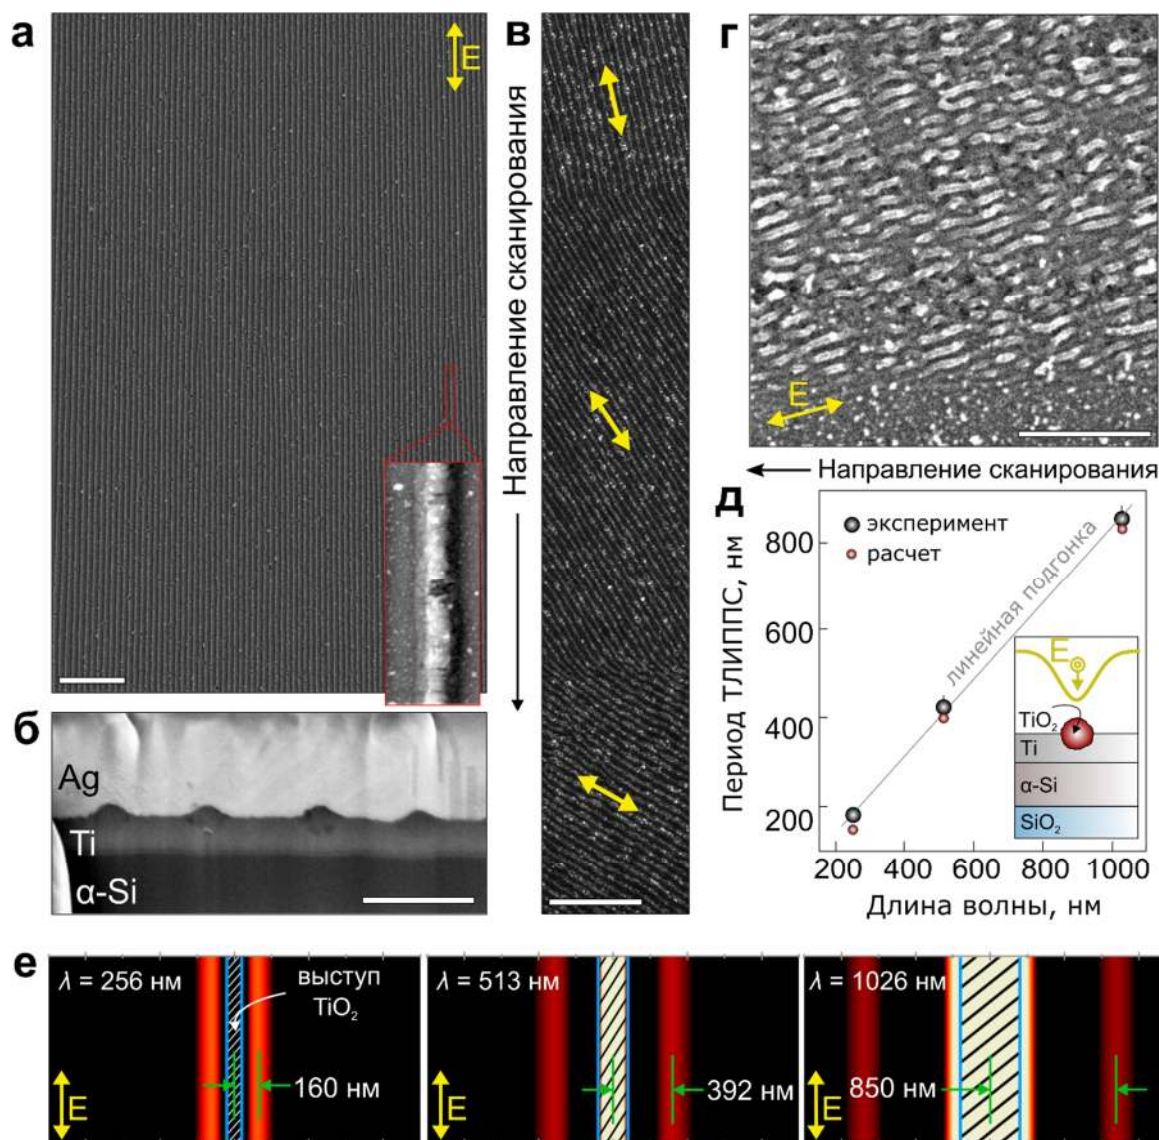 а
E
б
Ag
Ti
α-Si
в
Направление сканирования
г
E
Направление сканирования
д
Период ТЛИППС, нм
800
600
400
200
эксперимент
расчет
линейная подгонка
E
TiO2
Ti
α-Si
SiO2
200 400 600 800 1000
Длина волны, нм
е
λ = 256 нм
выступ
TiO2
160 нм
E
λ = 513 нм
392 нм
E
λ = 1026 нм
850 нм
E